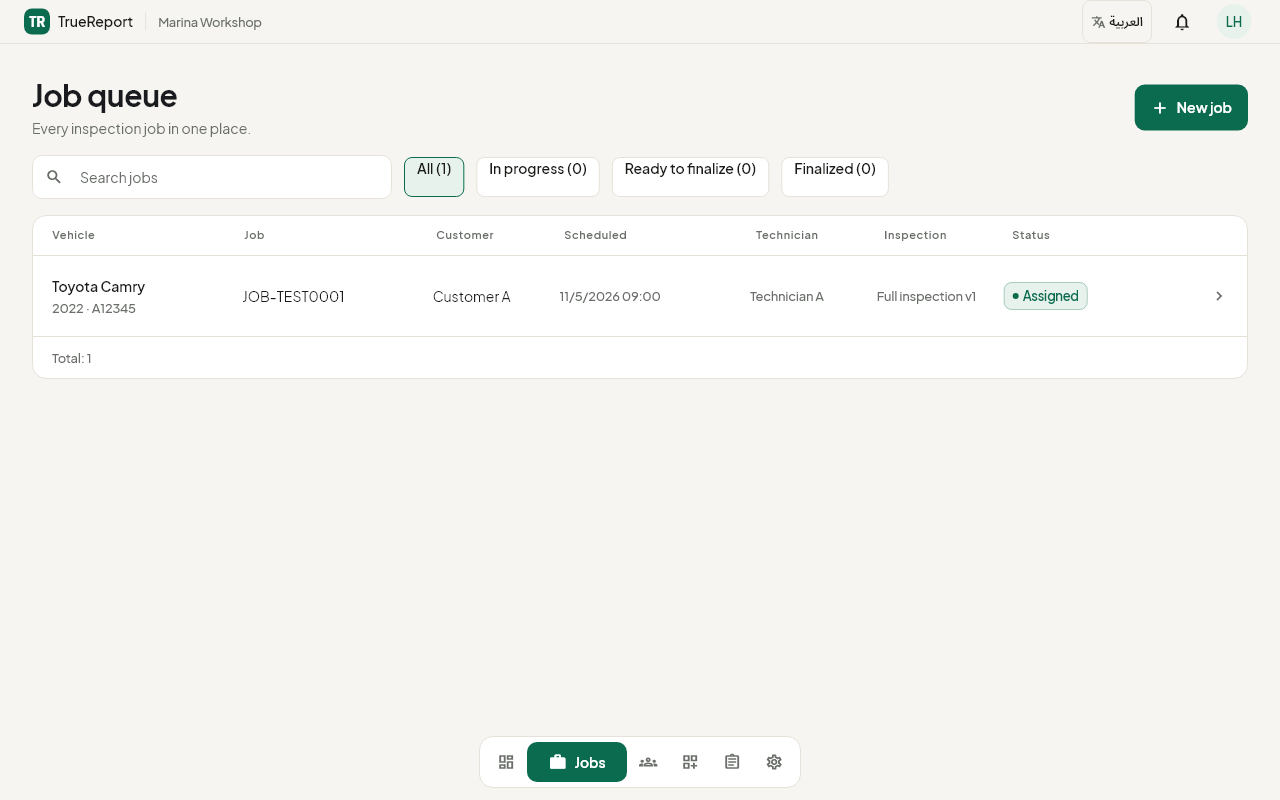 TR TrueReport Marina Workshop العربية LH
Job queue
Every inspection job in one place.
New job
Search jobs
All (1) In progress (0) Ready to finalize (0) Finalized (0)
Vehicle Job Customer Scheduled Technician Inspection Status
Toyota Camry
2022 · A12345
JOB-TEST0001 Customer A 11/5/2026 09:00 Technician A Full inspection v1 Assigned
Total: 1
Jobs